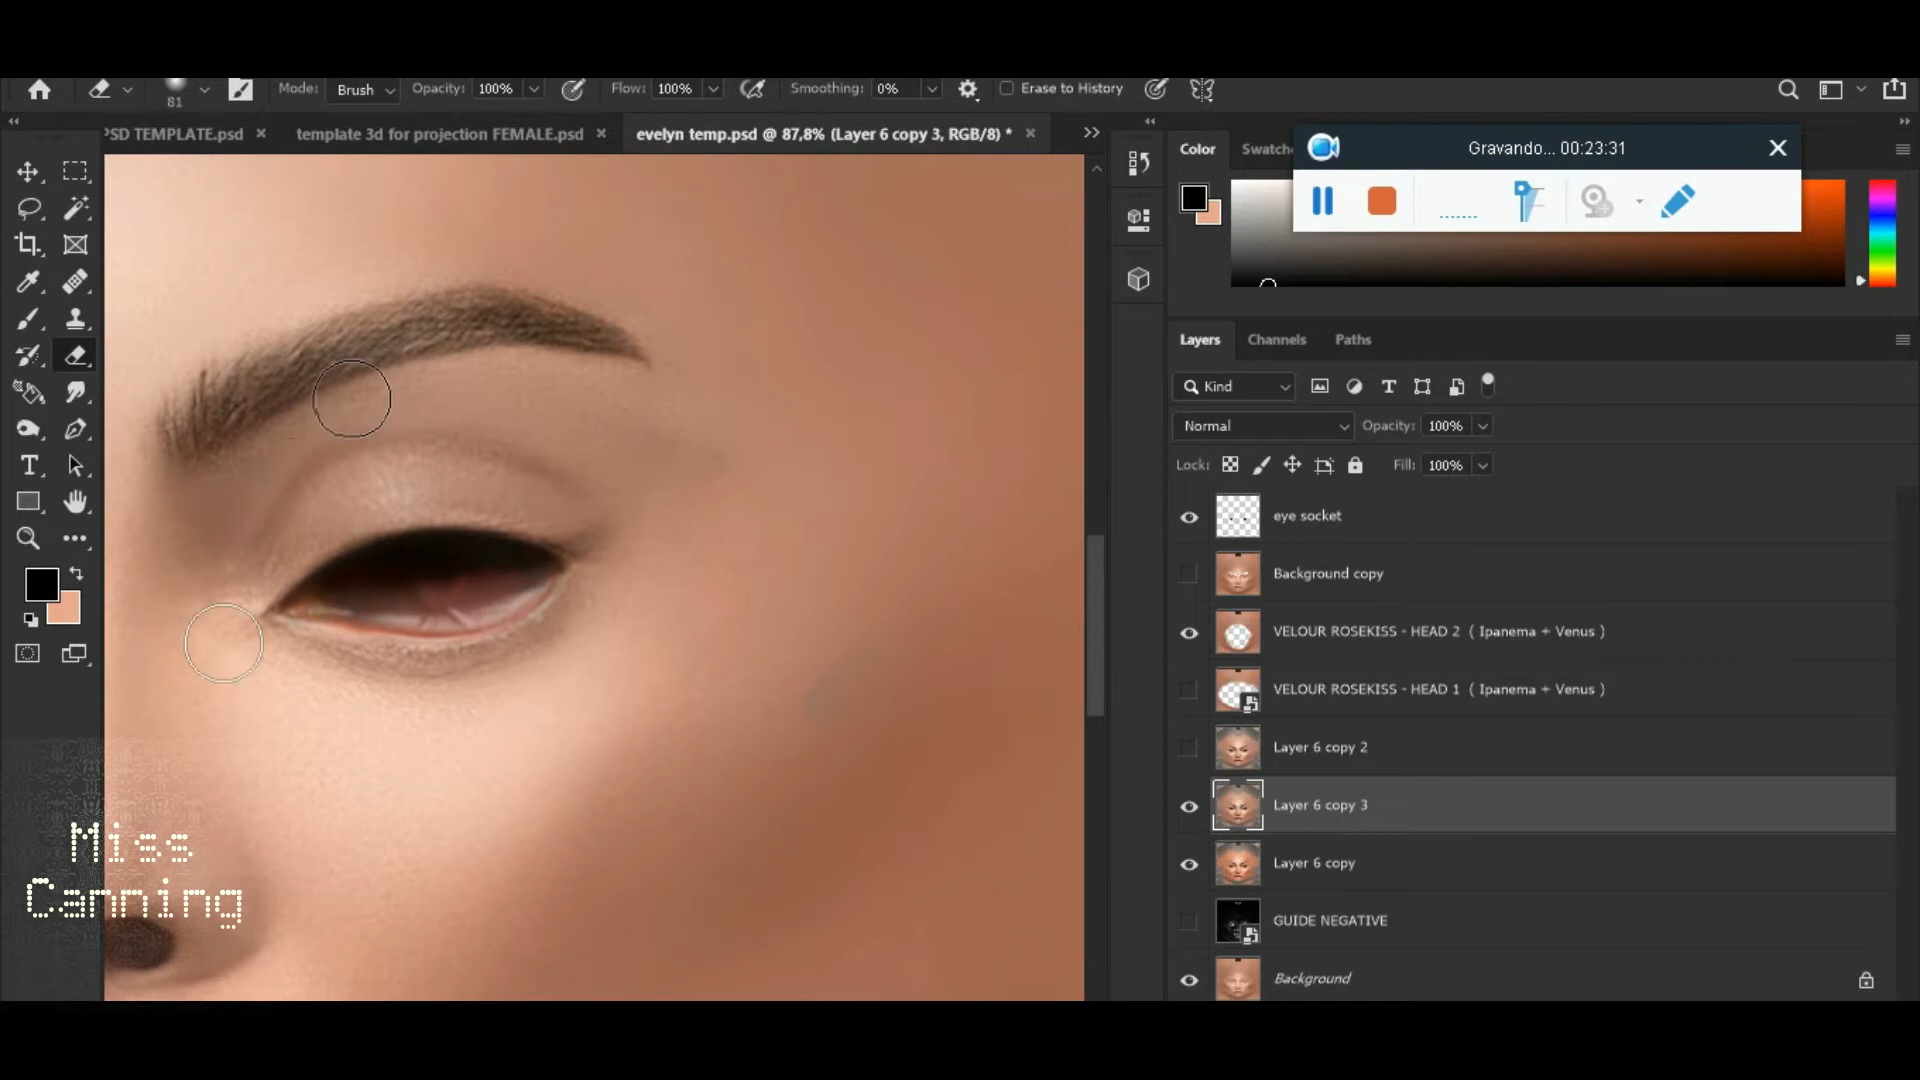 81
Mode: Brush Opacity: 100% Flow: 100% Smoothing: 0% Erase to History
PSD TEMPLATE.psd × template 3d for projection FEMALE.psd × evelyn temp.psd @ 87,8% (Layer 6 copy 3, RGB/8) * ×
Color Swatche
Gravando... 00:23:31
Layers Channels Paths
Kind
Normal Opacity: 100%
Lock: Fill: 100%
eye socket
Background copy
VELOUR ROSEKISS - HEAD 2 ( Ipanema + Venus )
VELOUR ROSEKISS - HEAD 1 ( Ipanema + Venus )
Layer 6 copy 2
Layer 6 copy 3
Layer 6 copy
GUIDE NEGATIVE
Background
Miss
Canning